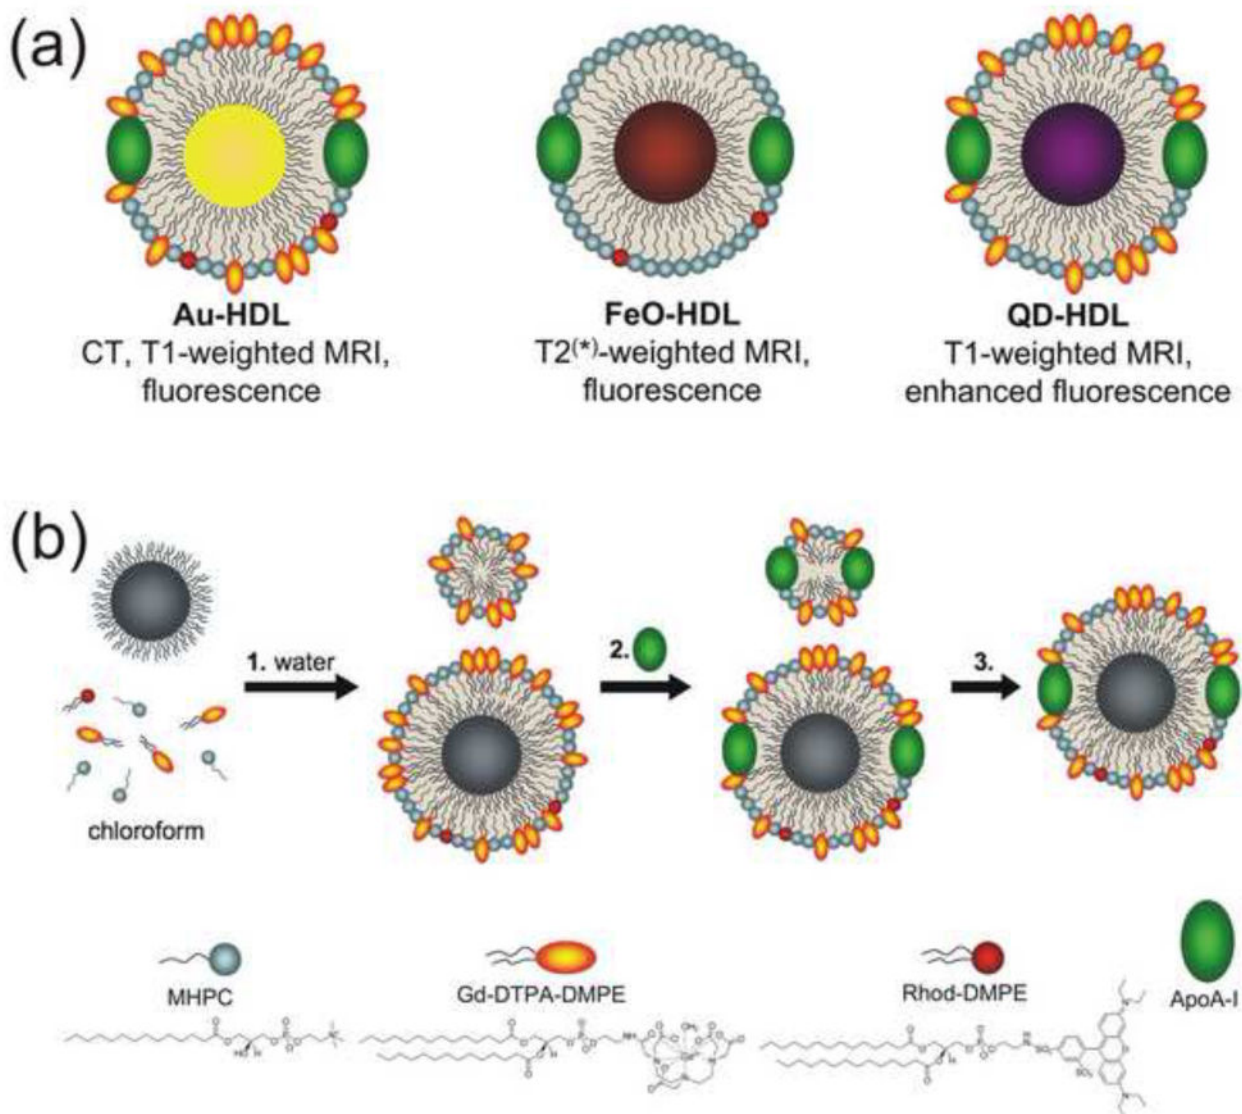 (a)
Au-HDL
CT, T1-weighted MRI,
fluorescence
FeO-HDL
T2(*)-weighted MRI,
fluorescence
QD-HDL
T1-weighted MRI,
enhanced fluorescence
(b)
1. water
2.
3.
chloroform
MHPC
Gd-DTPA-DMPE
Rhod-DMPE
ApoA-I